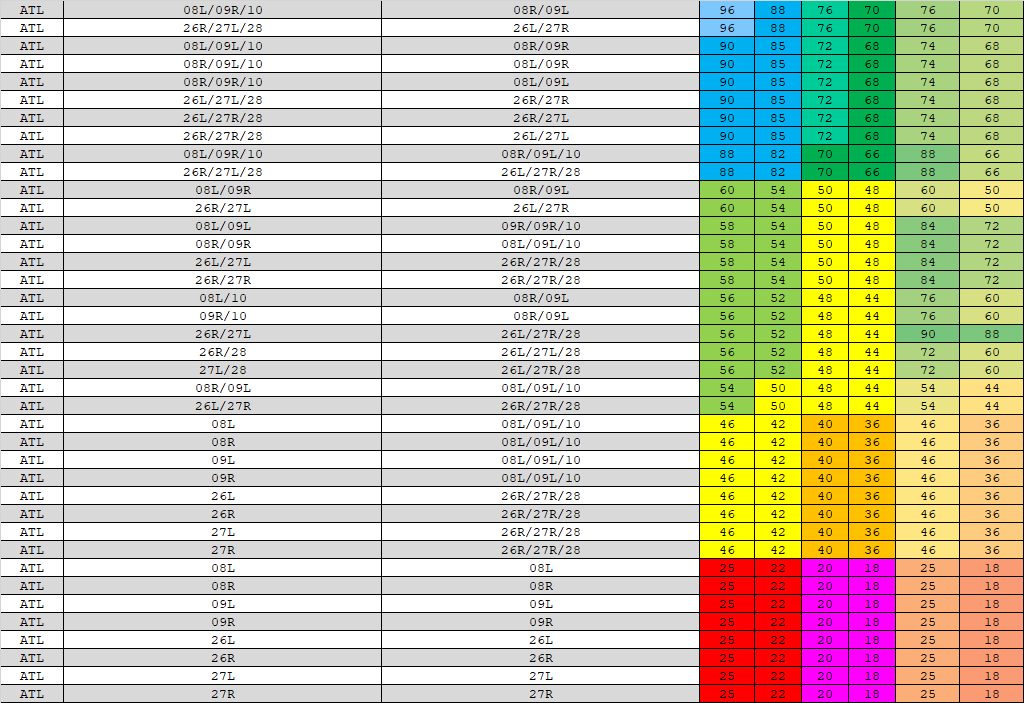 ATL 08L/09R/10 08R/09L 96 88 76 70 76 70
ATL 26R/27L/28 26L/27R 96 88 76 70 76 70
ATL 08L/09L/10 08R/09R 90 85 72 68 74 68
ATL 08R/09L/10 08L/09R 90 85 72 68 74 68
ATL 08R/09R/10 08L/09L 90 85 72 68 74 68
ATL 26L/27L/28 26R/27R 90 85 72 68 74 68
ATL 26L/27R/28 26R/27L 90 85 72 68 74 68
ATL 26R/27R/28 26L/27L 90 85 72 68 74 68
ATL 08L/09R/10 08R/09L/10 88 82 70 66 88 66
ATL 26R/27L/28 26L/27R/28 88 82 70 66 88 66
ATL 08L/09R 08R/09L 60 54 50 48 60 50
ATL 26R/27L 26L/27R 60 54 50 48 60 50
ATL 08L/09L 09R/09R/10 58 54 50 48 84 72
ATL 08R/09R 08L/09L/10 58 54 50 48 84 72
ATL 26L/27L 26R/27R/28 58 54 50 48 84 72
ATL 26R/27R 26R/27R/28 58 54 50 48 84 72
ATL 08L/10 08R/09L 56 52 48 44 76 60
ATL 09R/10 08R/09L 56 52 48 44 76 60
ATL 26R/27L 26L/27R/28 56 52 48 44 90 88
ATL 26R/28 26L/27L/28 56 52 48 44 72 60
ATL 27L/28 26L/27R/28 56 52 48 44 72 60
ATL 08R/09L 08L/09L/10 54 50 48 44 54 44
ATL 26L/27R 26R/27R/28 54 50 48 44 54 44
ATL 08L 08L/09L/10 46 42 40 36 46 36
ATL 08R 08L/09L/10 46 42 40 36 46 36
ATL 09L 08L/09L/10 46 42 40 36 46 36
ATL 09R 08L/09L/10 46 42 40 36 46 36
ATL 26L 26R/27R/28 46 42 40 36 46 36
ATL 26R 26R/27R/28 46 42 40 36 46 36
ATL 27L 26R/27R/28 46 42 40 36 46 36
ATL 27R 26R/27R/28 46 42 40 36 46 36
ATL 08L 08L 25 22 20 18 25 18
ATL 08R 08R 25 22 20 18 25 18
ATL 09L 09L 25 22 20 18 25 18
ATL 09R 09R 25 22 20 18 25 18
ATL 26L 26L 25 22 20 18 25 18
ATL 26R 26R 25 22 20 18 25 18
ATL 27L 27L 25 22 20 18 25 18
ATL 27R 27R 25 22 20 18 25 18